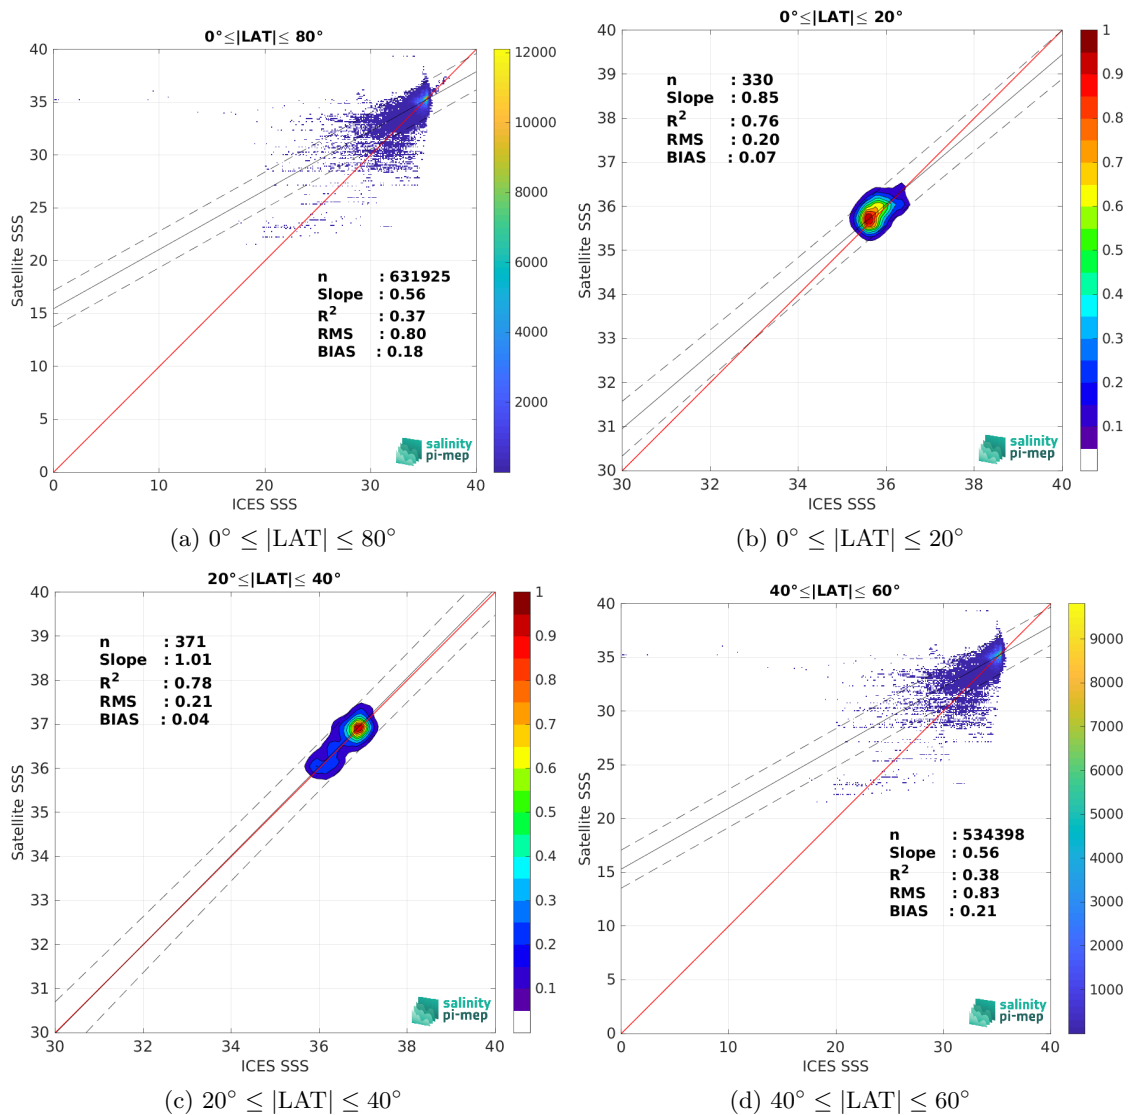 0°≤|LAT|≤ 80°
40
35
30
25
20
15
10
5
0
0
10
20
30
40
Satellite SSS
ICES SSS
n : 631925
Slope : 0.56
R2 : 0.37
RMS : 0.80
BIAS : 0.18
salinity
pi-mep
12000
10000
8000
6000
4000
2000
(a) 0° ≤ |LAT| ≤ 80°
0°≤|LAT|≤ 20°
40
39
38
37
36
35
34
33
32
31
30
30
32
34
36
38
40
Satellite SSS
ICES SSS
n : 330
Slope : 0.85
R2 : 0.76
RMS : 0.20
BIAS : 0.07
salinity
pi-mep
1
0.9
0.8
0.7
0.6
0.5
0.4
0.3
0.2
0.1
(b) 0° ≤ |LAT| ≤ 20°
20°≤|LAT|≤ 40°
40
39
38
37
36
35
34
33
32
31
30
30
32
34
36
38
40
Satellite SSS
ICES SSS
n : 371
Slope : 1.01
R2 : 0.78
RMS : 0.21
BIAS : 0.04
salinity
pi-mep
1
0.9
0.8
0.7
0.6
0.5
0.4
0.3
0.2
0.1
(c) 20° ≤ |LAT| ≤ 40°
40°≤|LAT|≤ 60°
40
35
30
25
20
15
10
5
0
0
10
20
30
40
Satellite SSS
ICES SSS
n : 534398
Slope : 0.56
R2 : 0.38
RMS : 0.83
BIAS : 0.21
salinity
pi-mep
9000
8000
7000
6000
5000
4000
3000
2000
1000
(d) 40° ≤ |LAT| ≤ 60°